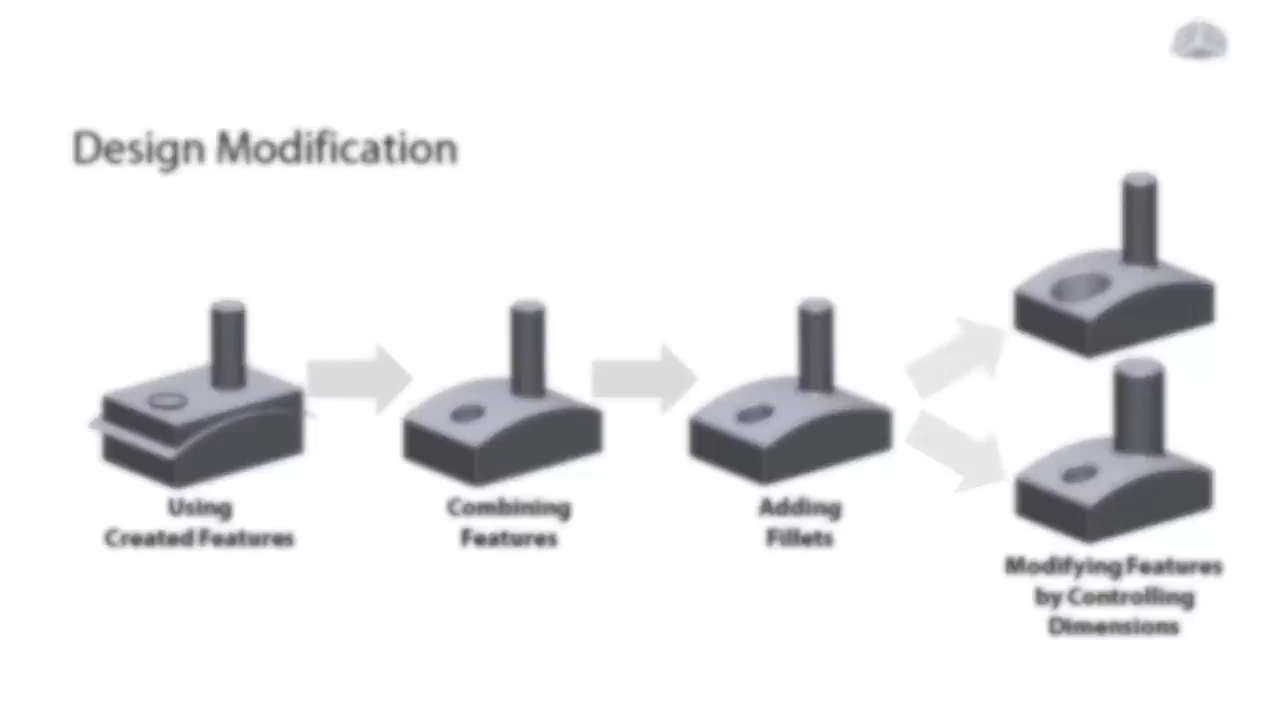 Design Modification
Using
Created Features
Combining
Features
Adding
Fillets
Modifying Features
by Controlling
Dimensions